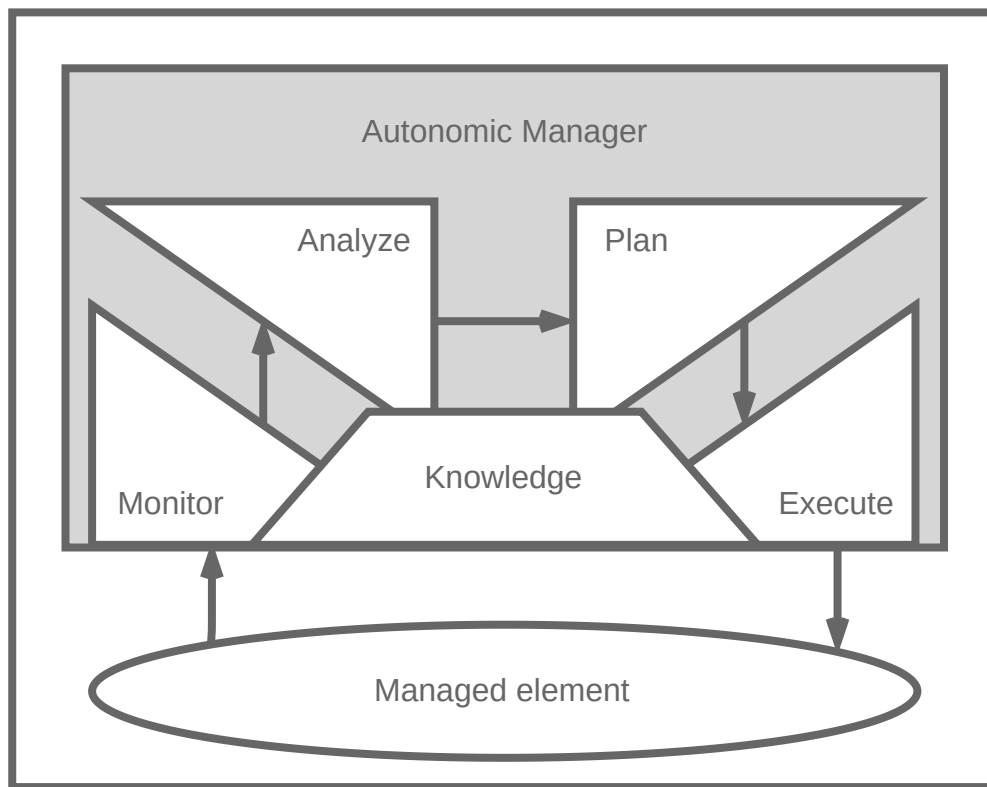 Autonomic Manager
Analyze
Plan
Knowledge
Monitor
Execute
Managed element